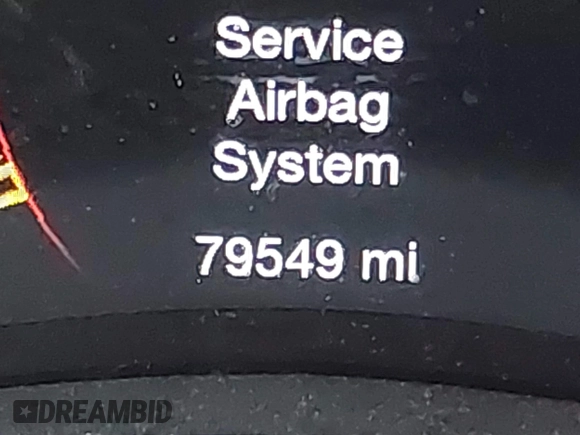 Service
Airbag
System
79549 mi
DREAMBID